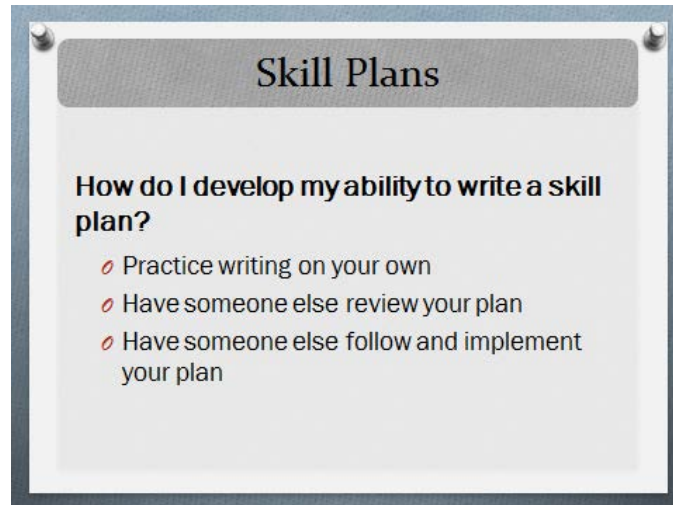 Skill Plans
How do I develop my ability to write a skill
plan?
Practice writing on your own
Have someone else review your plan
Have someone else follow and implement
your plan